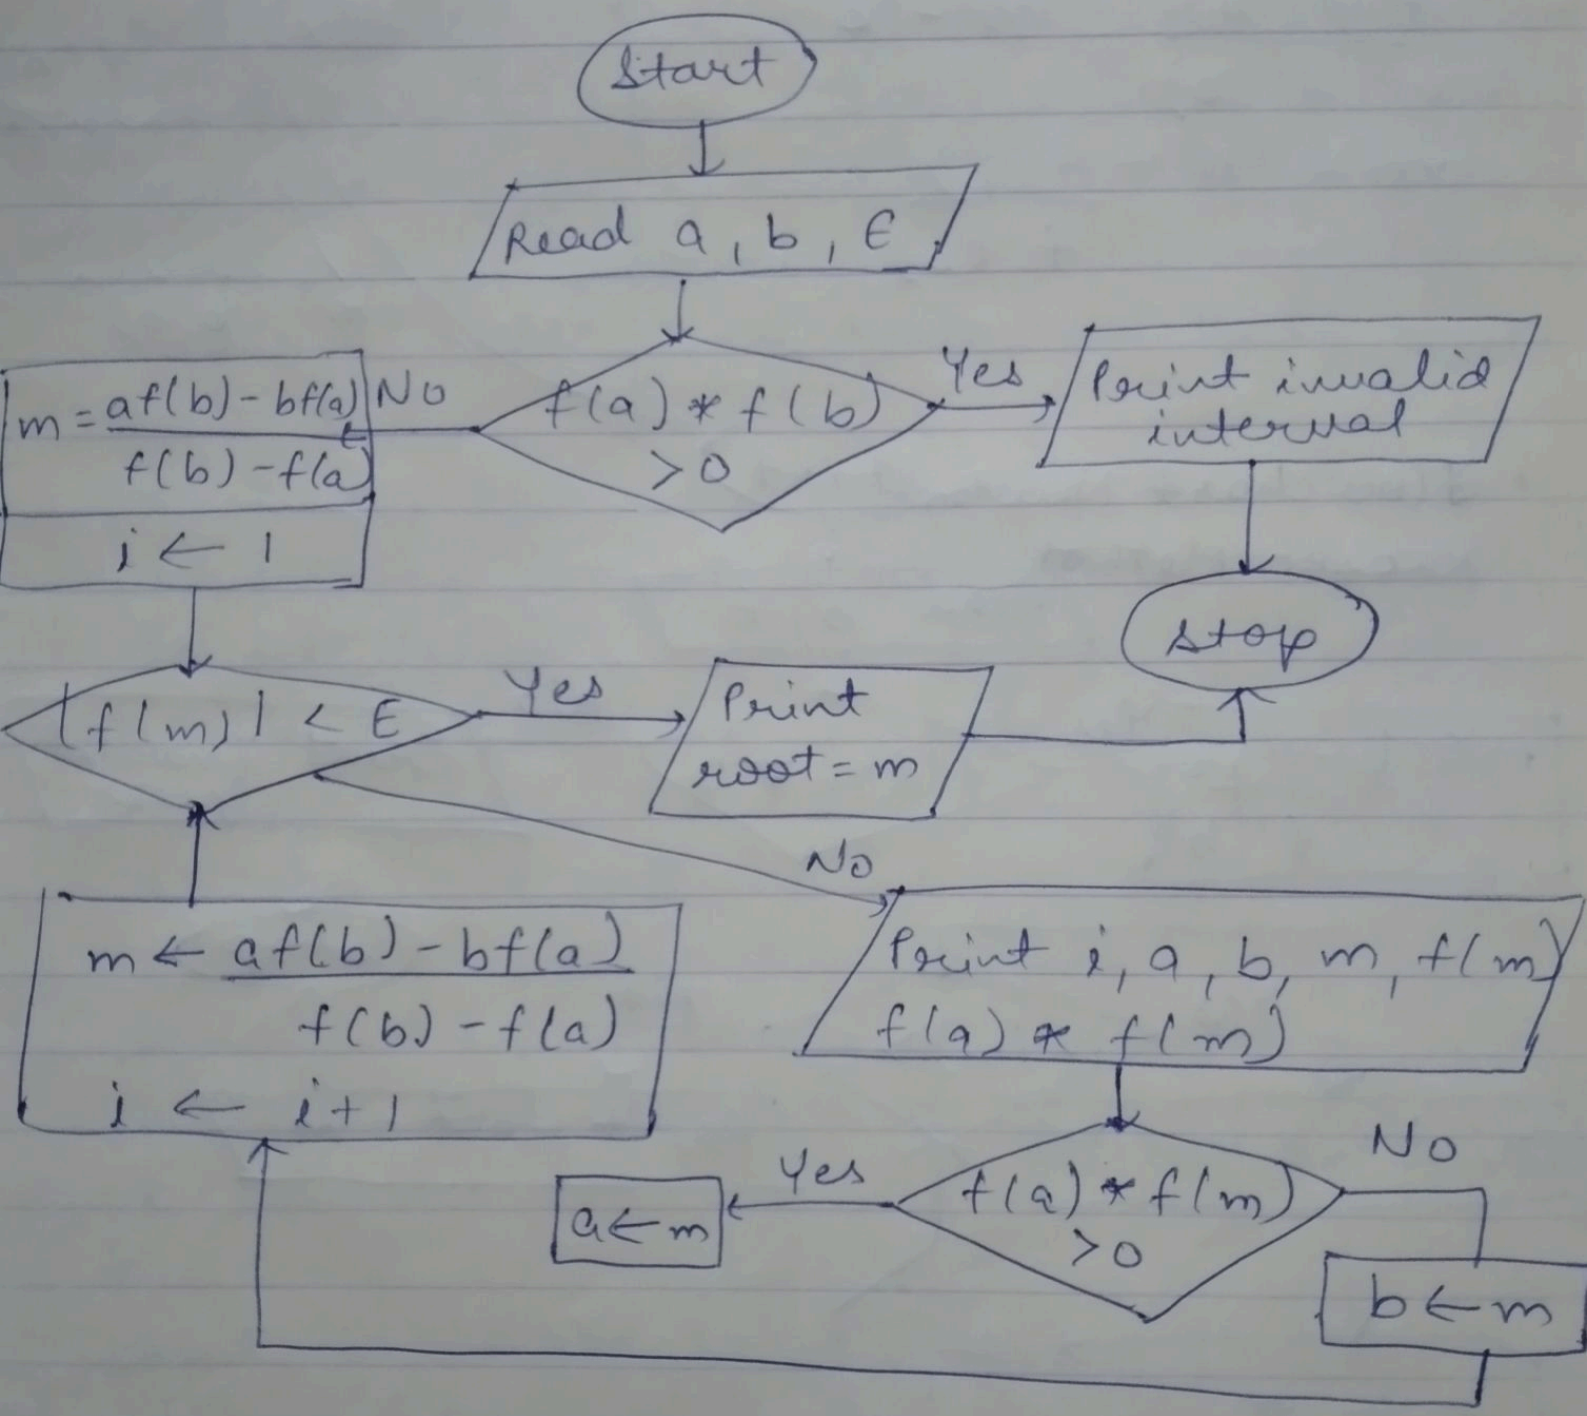 Start
Read a, b, ϵ
f(a) * f(b)
> 0
Yes
Print invalid
interval
Stop
No
m = af(b) - bf(a)
f(b) - f(a)
i ← 1
|f(m)| < ϵ
Yes
Print
root = m
No
Print i, a, b, m, f(m)
f(a) * f(m)
f(a) * f(m)
> 0
Yes
a ← m
No
b ← m
m ← af(b) - bf(a)
f(b) - f(a)
i ← i + 1